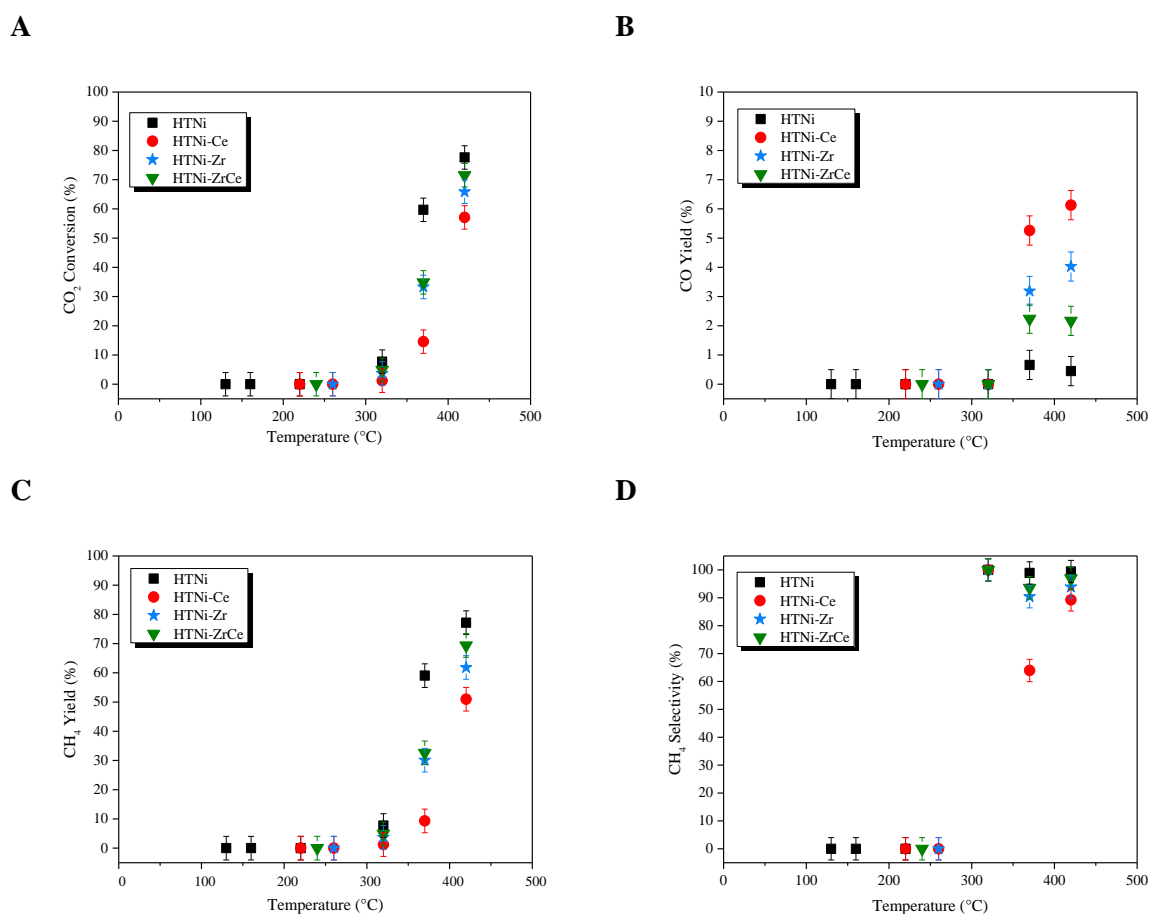 A
B
100
90
80
70
60
50
40
30
20
10
0
CO2 Conversion (%)
HTNi
HTNi-Ce
HTNi-Zr
HTNi-ZrCe
0 100 200 300 400 500
Temperature (°C)
10
9
8
7
6
5
4
3
2
1
0
CO Yield (%)
HTNi
HTNi-Ce
HTNi-Zr
HTNi-ZrCe
0 100 200 300 400 500
Temperature (°C)
C
D
100
90
80
70
60
50
40
30
20
10
0
CH4 Yield (%)
HTNi
HTNi-Ce
HTNi-Zr
HTNi-ZrCe
0 100 200 300 400 500
Temperature (°C)
100
90
80
70
60
50
40
30
20
10
0
CH4 Selectivity (%)
HTNi
HTNi-Ce
HTNi-Zr
HTNi-ZrCe
0 100 200 300 400 500
Temperature (°C)